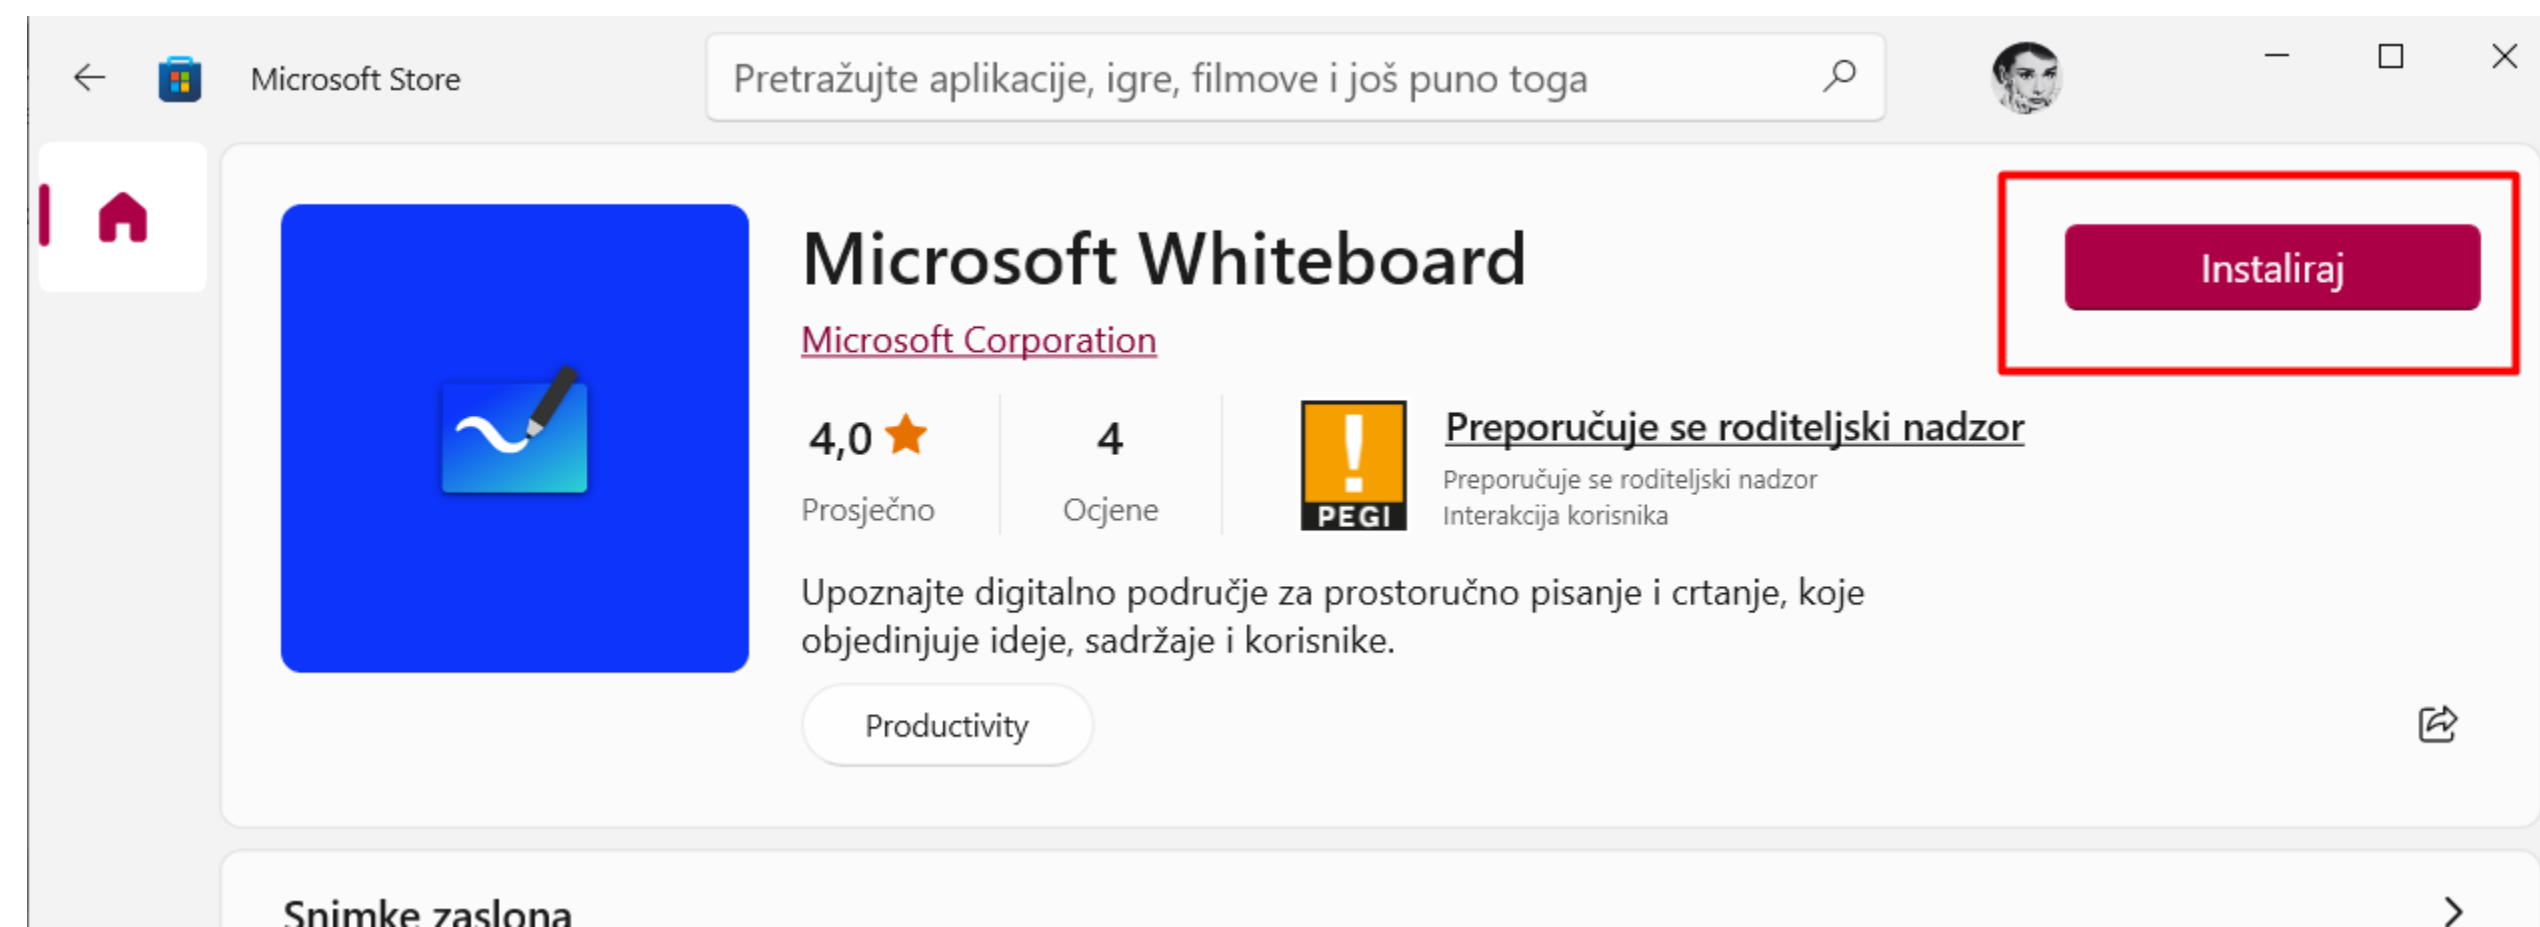 Microsoft Store
Pretražujte aplikacije, igre, filmove i još puno toga
Microsoft Whiteboard
Instaliraj
Microsoft Corporation
4,0
4
Prosječno
Ocjene
PEGI
Preporučuje se roditeljski nadzor
Preporučuje se roditeljski nadzor
Interakcija korisnika
Upoznajte digitalno područje za prostoručno pisanje i crtanje, koje
objedinjuje ideje, sadržaje i korisnike.
Productivity
Snimke zaslona